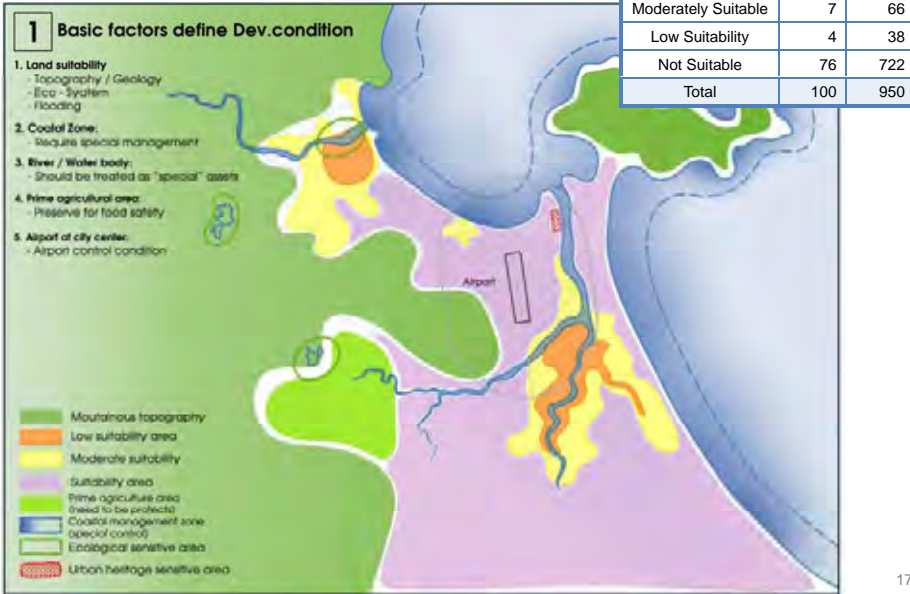 1 Basic factors define Dev.condition
1. Land suitability
- Topography / Geology
- Eco - System
- Flooding
2. Coatal Zone:
- Require special management
3. River / Water body:
- Should be treated as "special" assets
4. Prime agricultural area:
- Preserve for food safety
5. Airport at city center:
- Airport control condition
Moderately Suitable 7 66
Low Suitability 4 38
Not Suitable 76 722
Total 100 950
Airport
Moutainous topography
Low suitability area
Moderate suitability
Suitability area
Prime agriculture area
(need to be protects)
Coastal management zone
(special control)
Ecological sensitive area
Urban heritage sensitive area
17